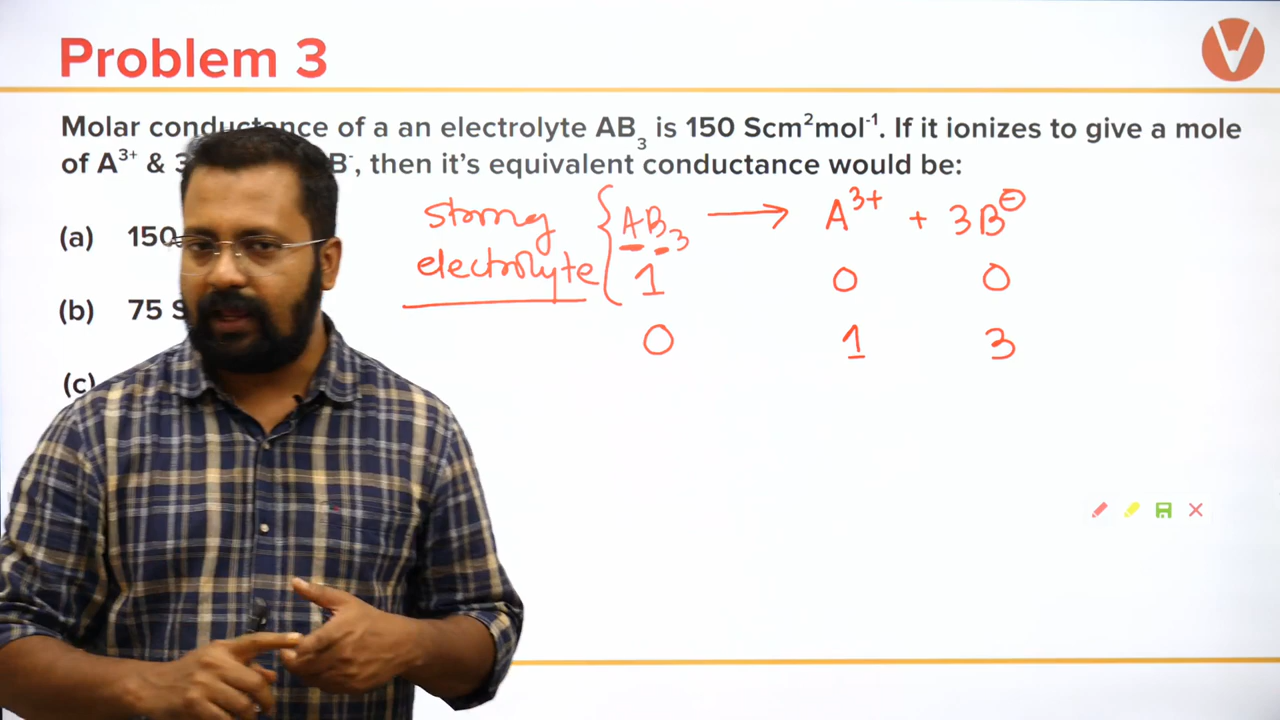 Problem 3
Molar conductance of a an electrolyte AB₃ is 150 Scm²mol⁻¹. If it ionizes to give a mole
of A³⁺ & 3 B⁻, then it's equivalent conductance would be:
strong
electrolyte
AB₃ → A³⁺ + 3B⊖
1 0 0
0 1 3
(a) 150
(b) 75 S
(c)